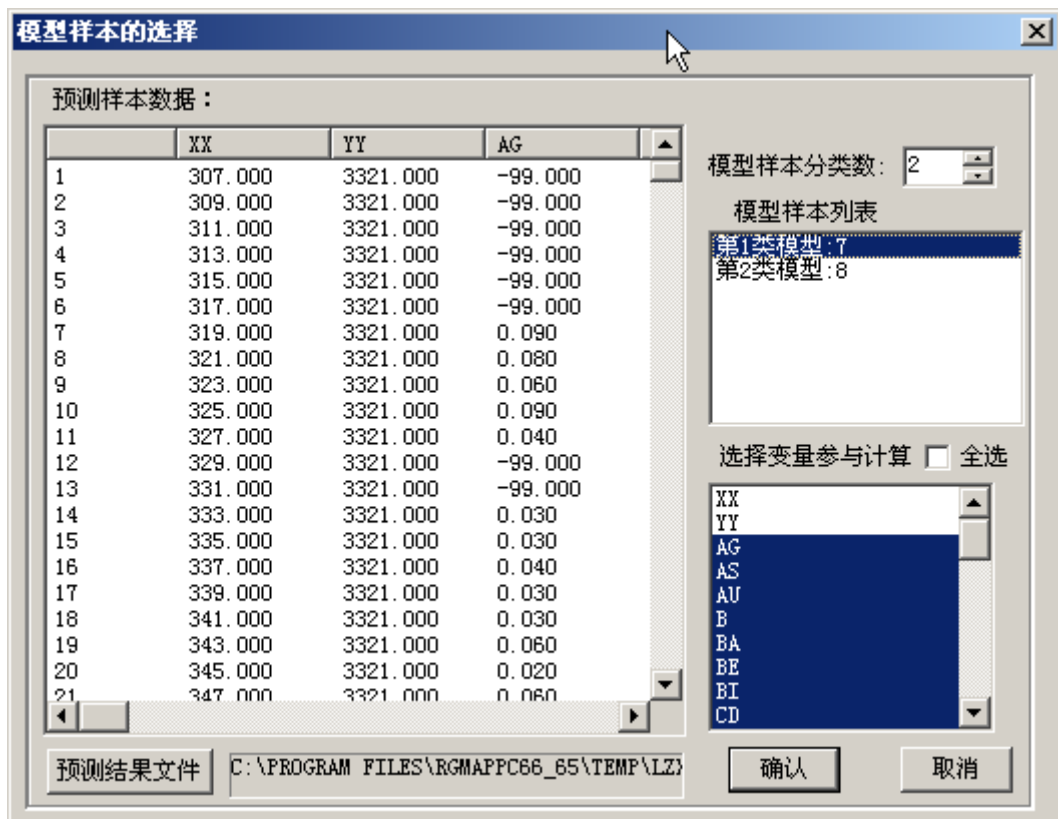 模型样本的选择
预测样本数据：
XX YY AG
1 307.000 3321.000 -99.000
2 309.000 3321.000 -99.000
3 311.000 3321.000 -99.000
4 313.000 3321.000 -99.000
5 315.000 3321.000 -99.000
6 317.000 3321.000 -99.000
7 319.000 3321.000 0.090
8 321.000 3321.000 0.080
9 323.000 3321.000 0.060
10 325.000 3321.000 0.090
11 327.000 3321.000 0.040
12 329.000 3321.000 -99.000
13 331.000 3321.000 -99.000
14 333.000 3321.000 0.030
15 335.000 3321.000 0.030
16 337.000 3321.000 0.040
17 339.000 3321.000 0.030
18 341.000 3321.000 0.030
19 343.000 3321.000 0.060
20 345.000 3321.000 0.020
21 347.000 3321.000 0.060
模型样本分类数: 2
模型样本列表
第1类模型:7
第2类模型:8
选择变量参与计算 全选
XX
YY
AG
AS
AU
B
BA
BE
BI
CD
预测结果文件 C:\PROGRAM FILES\RGMAPPC66_65\TEMP\LZX
确认 取消